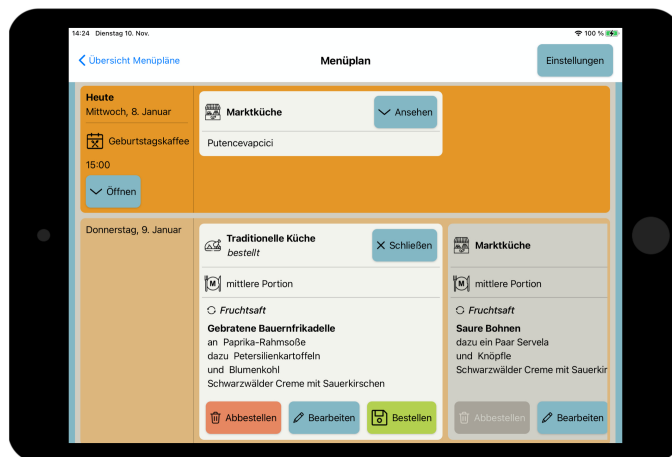 14:24 Dienstag 10. Nov.
100 %
Übersicht Menüpläne
Menüplan
Einstellungen
Heute
Mittwoch, 8. Januar
Geburtstagskaffee
15:00
Öffnen
Marktküche
Ansehen
Putencevapcici
Donnerstag, 9. Januar
Traditionelle Küche
bestellt
Schließen
M mittlere Portion
Fruchtsaft
Gebratene Bauernfrikadelle
an Paprika-Rahmsoße
dazu Petersilienkartoffeln
und Blumenkohl
Schwarzwälder Creme mit Sauerkirschen
Abbestellen
Bearbeiten
Bestellen
Marktküche
M mittlere Portion
Fruchtsaft
Saure Bohnen
dazu ein Paar Servela
und Knöpfle
Schwarzwälder Creme mit Sauerkir
Abbestellen
Bearbeiten